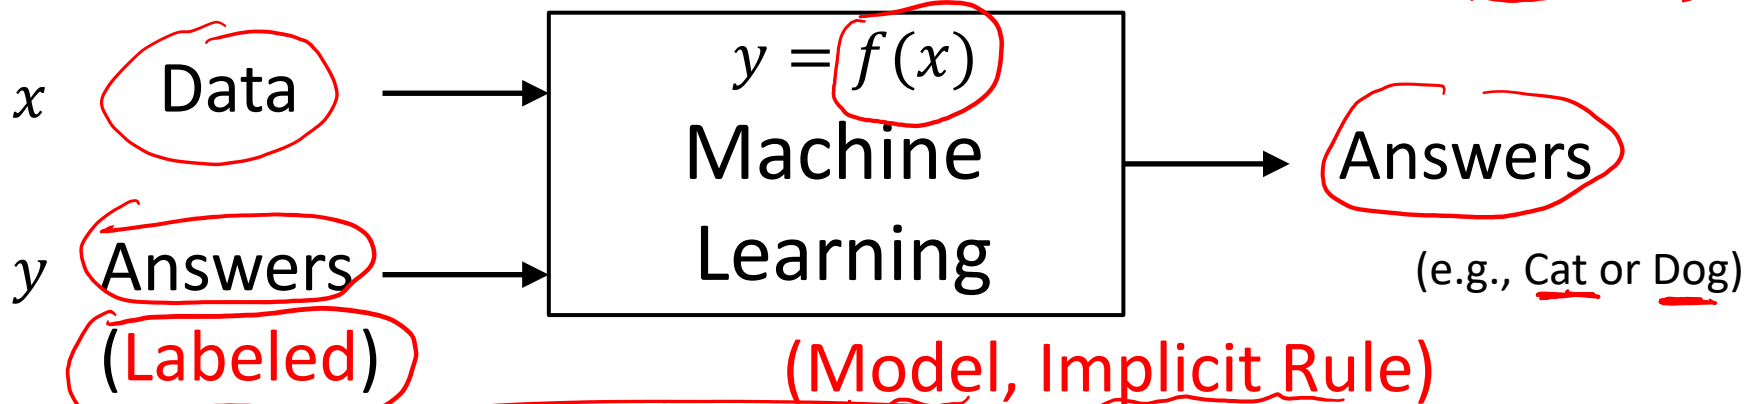 x Data
y = f(x)
Machine
Learning
Answers
y Answers
(e.g., Cat or Dog)
(Labeled)
(Model, Implicit Rule)